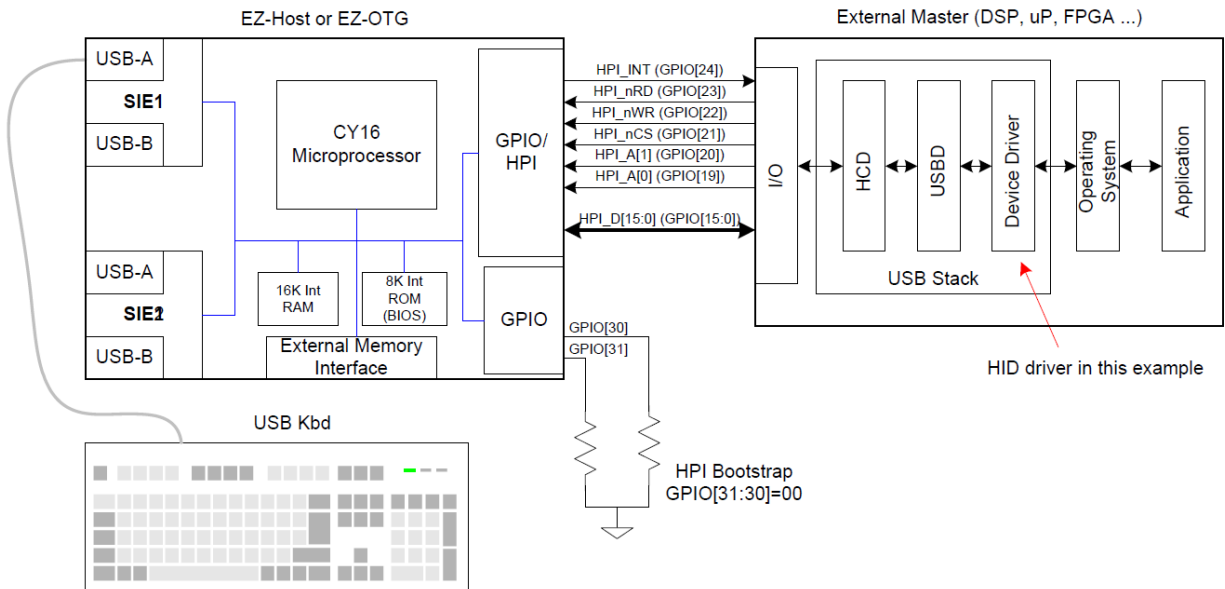 EZ-Host or EZ-OTG
External Master (DSP, uP, FPGA ...)
USB-A
SIE1
USB-B
CY16
Microprocessor
GPIO/
HPI
HPI_INT (GPIO[24])
HPI_nRD (GPIO[23])
HPI_nWR (GPIO[22])
HPI_nCS (GPIO[21])
HPI_A[1] (GPIO[20])
HPI_A[0] (GPIO[19])
HPI_D[15:0] (GPIO[15:0])
I/O
HCD
USBD
Device Driver
Operating
System
Application
USB Stack
USB-A
SIE2
USB-B
16K Int
RAM
8K Int
ROM
(BIOS)
GPIO
External Memory
Interface
GPIO[30]
GPIO[31]
HID driver in this example
USB Kbd
HPI Bootstrap
GPIO[31:30]=00